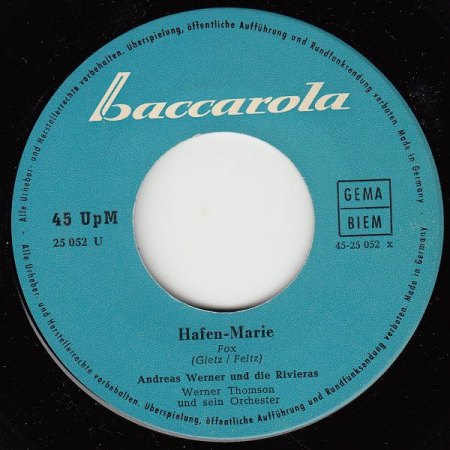 - Alle Urheber- und Herstellerrechte vorbehalten. Überspielung, öffentliche Aufführung und Rundfunksendung verboten. Made in Germany.
baccarola
45 UpM
25 052 U
GEMA
BIEM
45-25 052 x
Hafen-Marie
Fox
(Gietz / Feltz)
Andreas Werner und die Rivieras
Werner Thomson
und sein Orchester
- Alle Urheber- und Herstellerrechte vorbehalten. Überspielung, öffentliche Aufführung und Rundfunksendung verboten. Made in Germany.